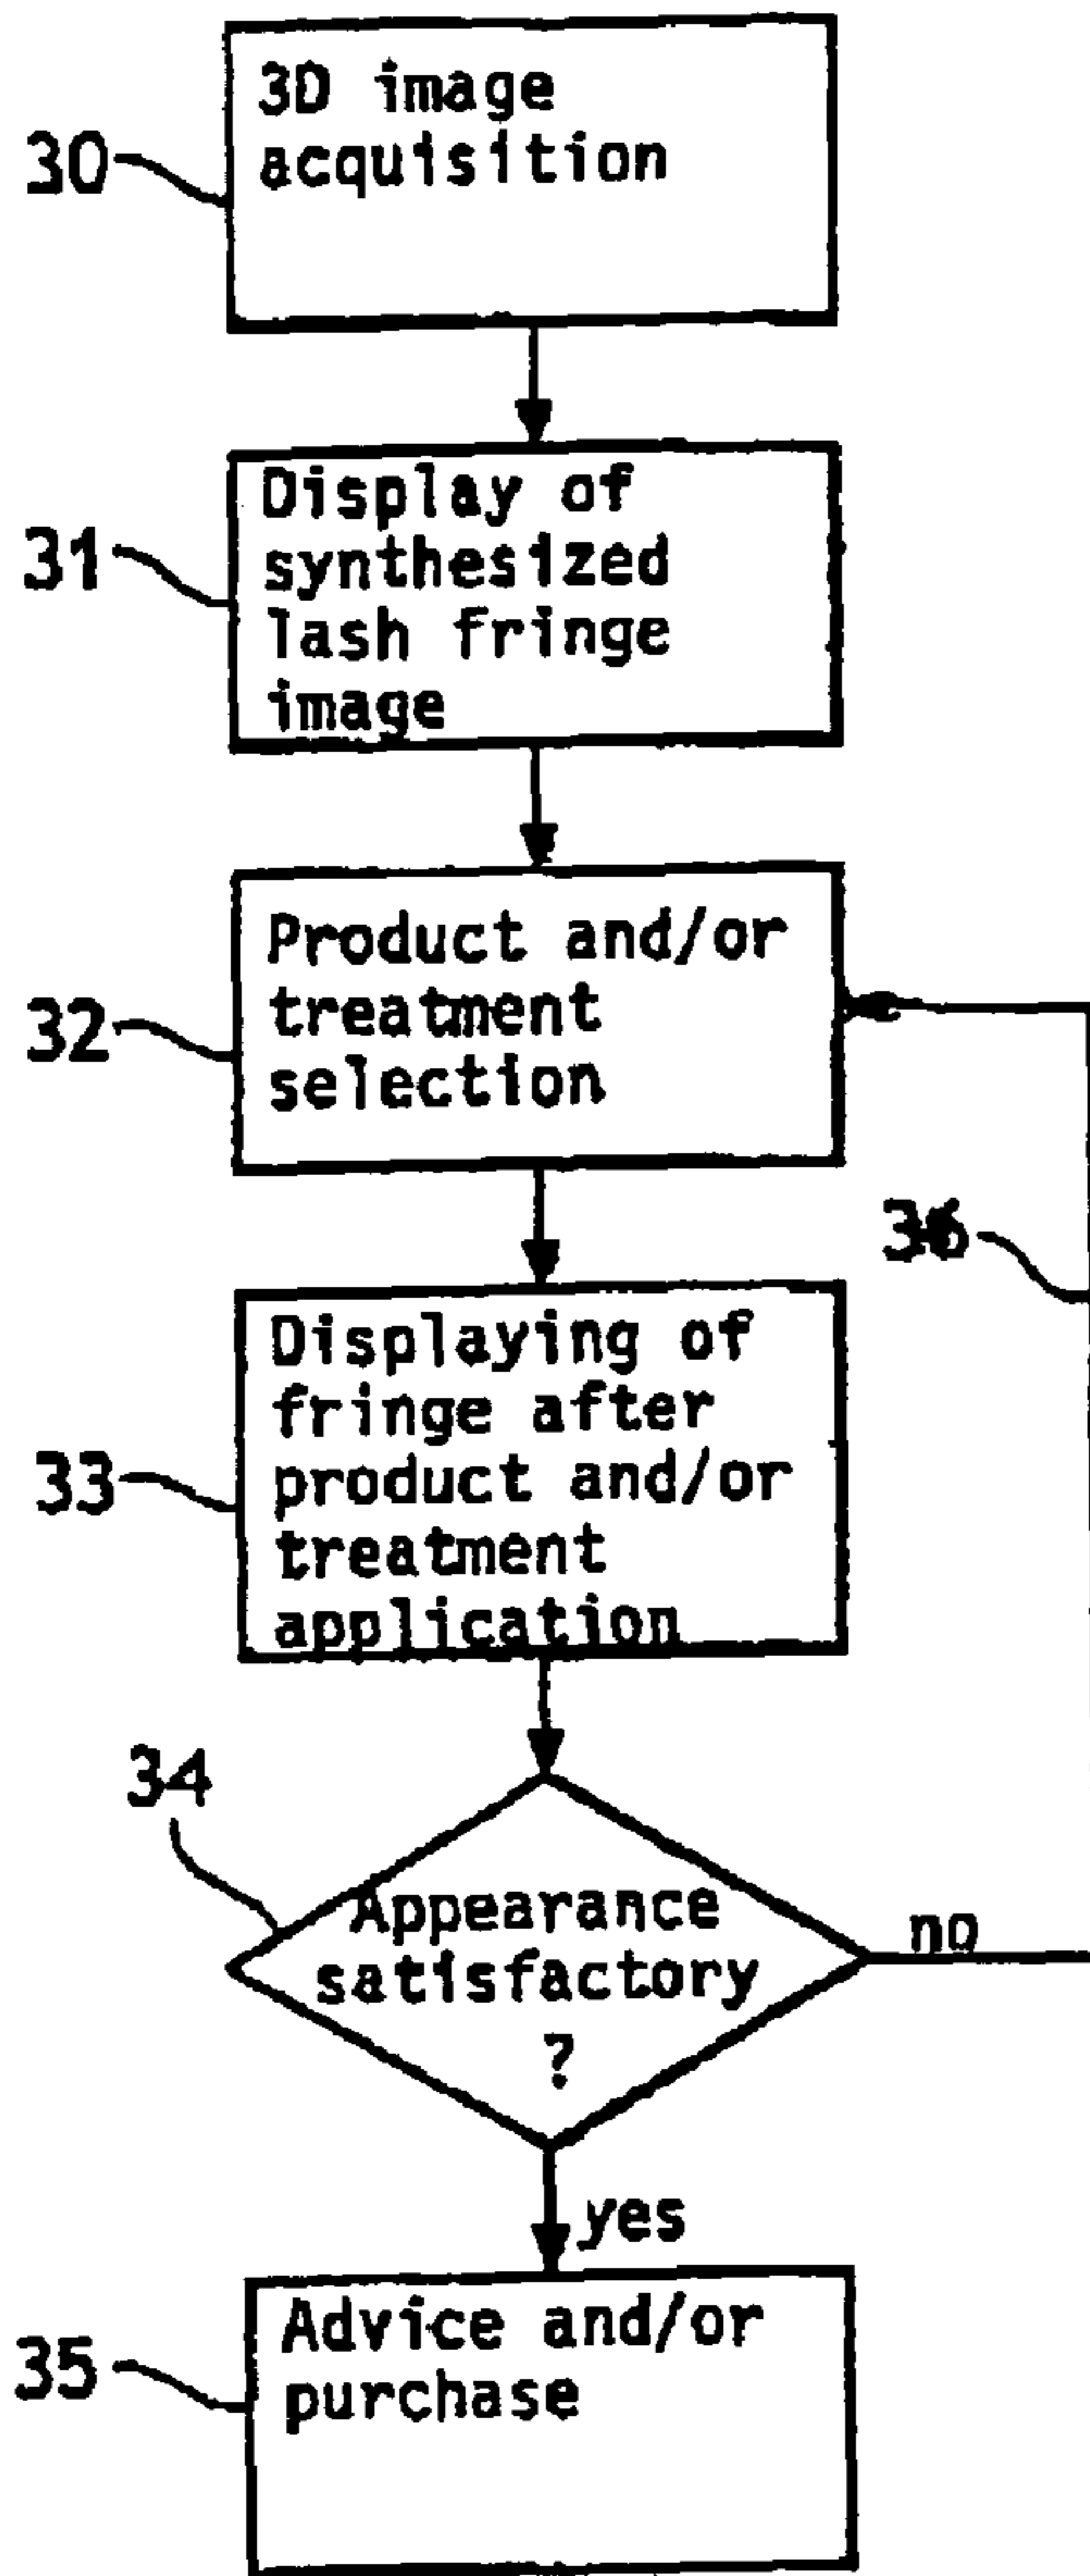 3D image
acquisition
30
Display of
synthesized
lash fringe
image
31
Product and/or
treatment
selection
32
36
Displaying of
fringe after
product and/or
treatment
application
33
34
Appearance
satisfactory
?
no
yes
Advice and/or
purchase
35